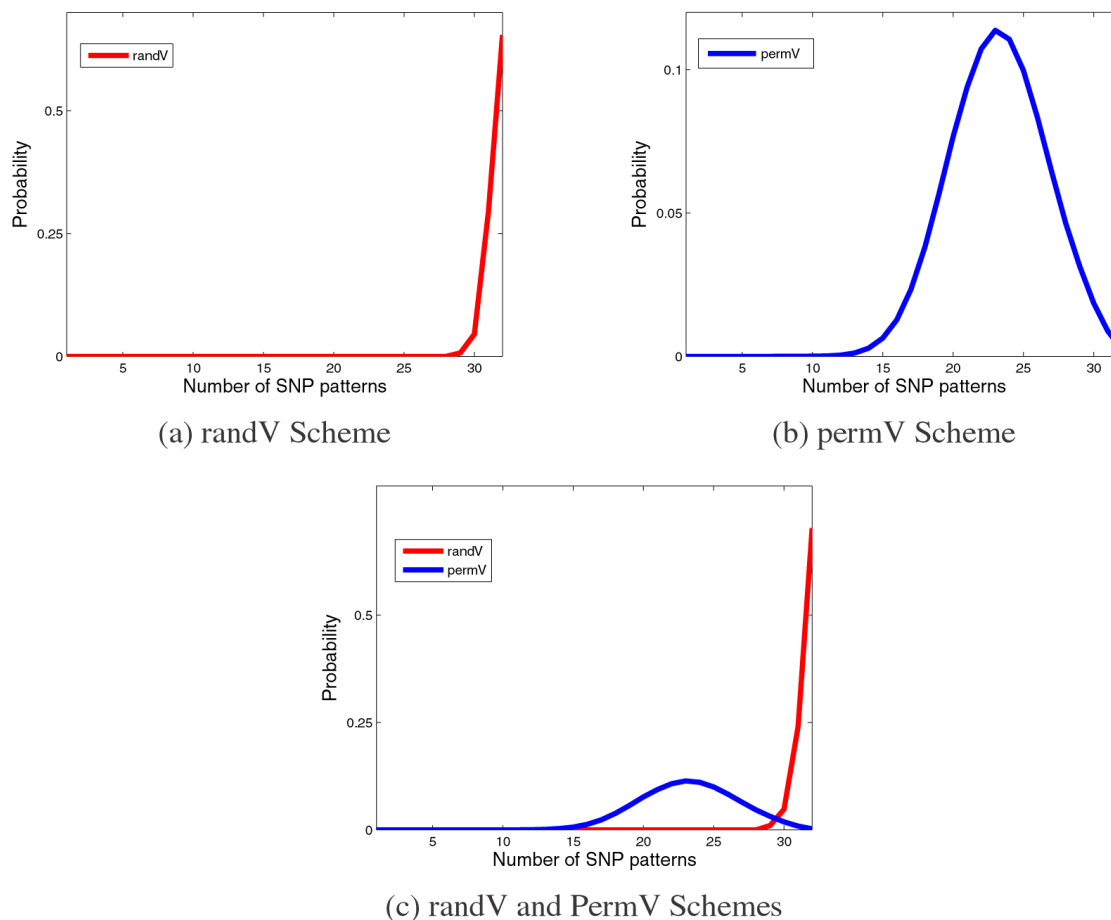 randV
Probability
0.5
0.25
0
5 10 15 20 25 30
Number of SNP patterns
(a) randV Scheme
permV
Probability
0.1
0.05
0
5 10 15 20 25 30
Number of SNP patterns
(b) permV Scheme
randV
permV
Probability
0.5
0.25
0
5 10 15 20 25 30
Number of SNP patterns
(c) randV and PermV Schemes